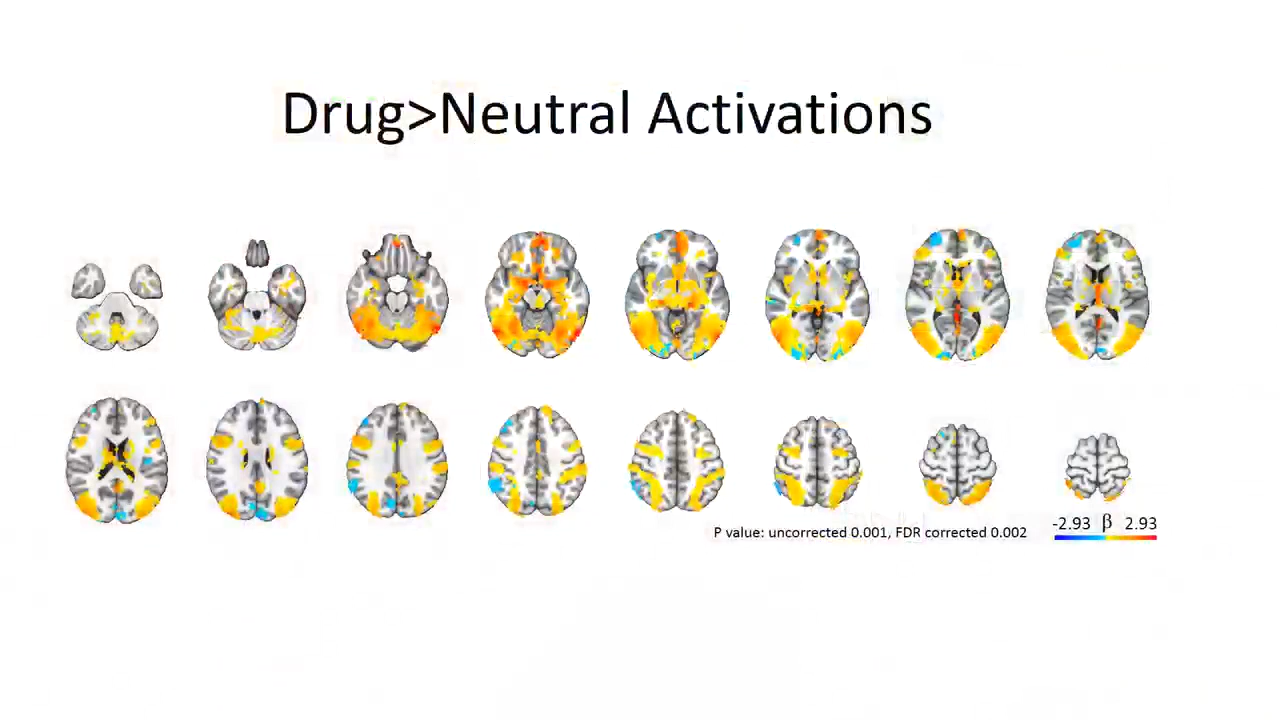 Drug>Neutral Activations
P value: uncorrected 0.001, FDR corrected 0.002
-2.93 β 2.93